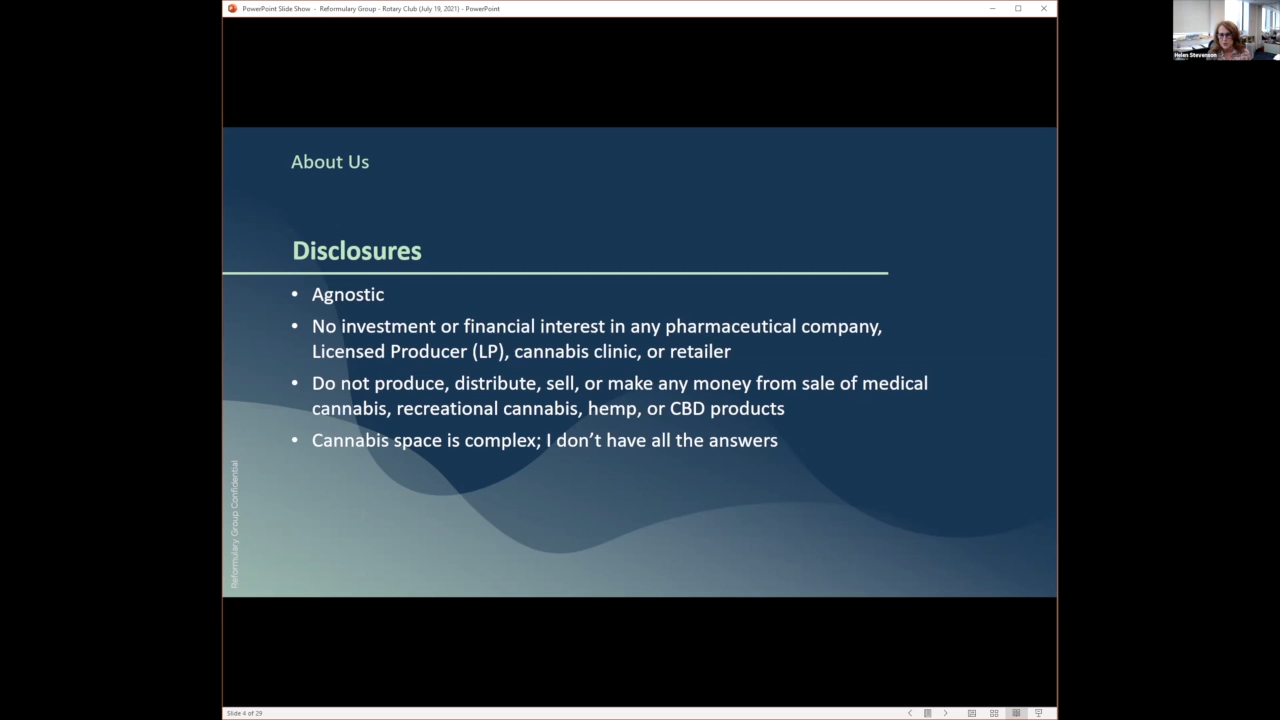 PowerPoint Slide Show - Reformulary Group - Rotary Club (July 19, 2021) - PowerPoint
Helen Stevenson
About Us
Disclosures
• Agnostic
• No investment or financial interest in any pharmaceutical company,
Licensed Producer (LP), cannabis clinic, or retailer
• Do not produce, distribute, sell, or make any money from sale of medical
cannabis, recreational cannabis, hemp, or CBD products
• Cannabis space is complex; I don’t have all the answers
Reformulary Group Confidential
Slide 4 of 29